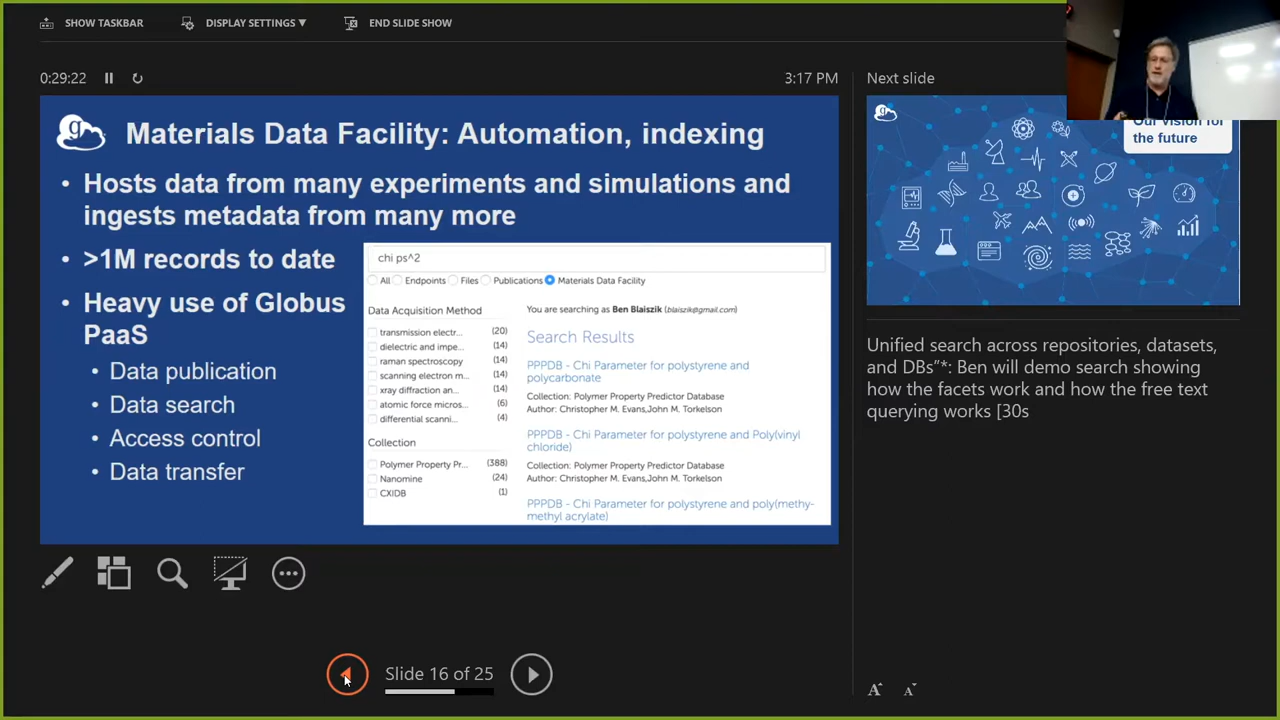 SHOW TASKBAR
DISPLAY SETTINGS ▼
END SLIDE SHOW
0:29:22
3:17 PM
Next slide
g
Materials Data Facility: Automation, indexing
• Hosts data from many experiments and simulations and
ingests metadata from many more
• >1M records to date
• Heavy use of Globus
PaaS
• Data publication
• Data search
• Access control
• Data transfer
chi ps^2
All Endpoints Files Publications Materials Data Facility
Data Acquisition Method
transmission electr... (20)
dielectric and impe... (14)
raman spectroscopy (14)
scanning electron m... (14)
xray diffraction an... (14)
atomic force micros... (6)
differential scanni... (4)
Collection
Polymer Property Pr... (388)
Nanomine (24)
CXIDB (1)
You are searching as Ben Blaiszik (blaiszik@gmail.com)
Search Results
PPPDB - Chi Parameter for polystyrene and
polycarbonate
Collection: Polymer Property Predictor Database
Author: Christopher M. Evans,John M. Torkelson
PPPDB - Chi Parameter for polystyrene and Poly(vinyl
chloride)
Collection: Polymer Property Predictor Database
Author: Christopher M. Evans,John M. Torkelson
PPPDB - Chi Parameter for polystyrene and poly(methy-
methyl acrylate)
g
Our vision for
the future
Unified search across repositories, datasets,
and DBs”*: Ben will demo search showing
how the facets work and how the free text
querying works [30s
Slide 16 of 25
A A